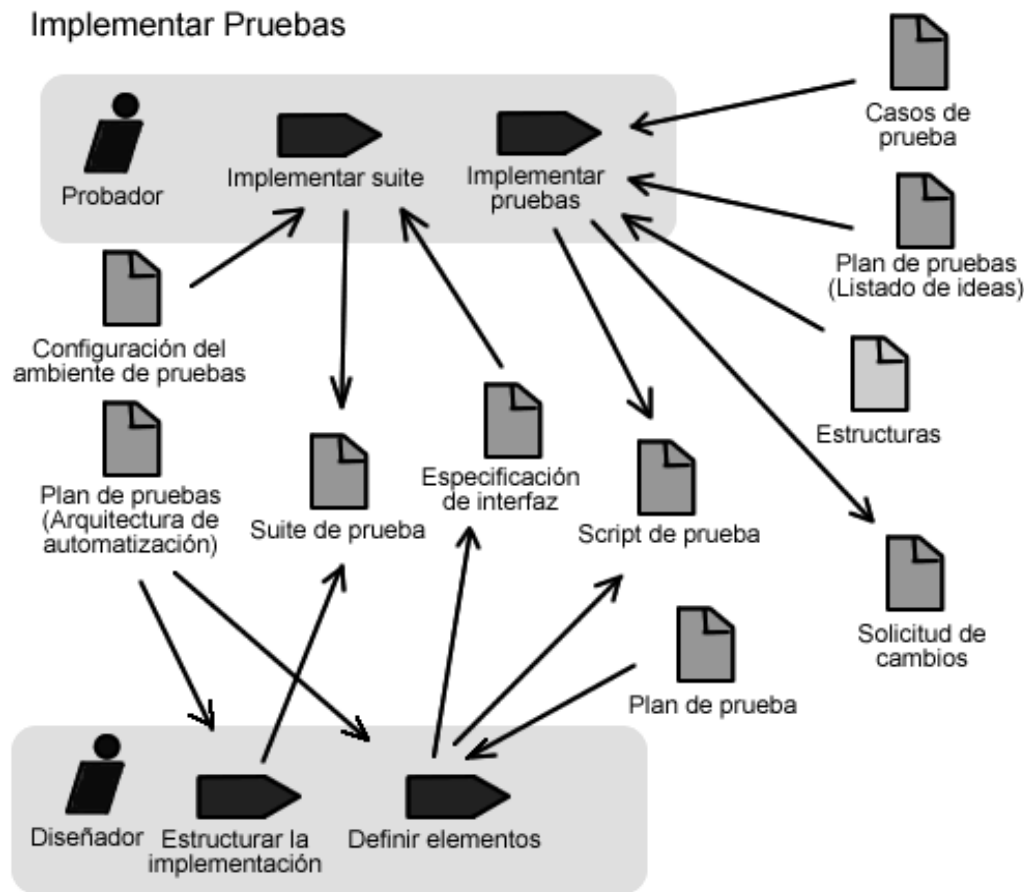 Implementar Pruebas
Probador
Implementar suite
Implementar
pruebas
Casos de
prueba
Plan de pruebas
(Listado de ideas)
Configuración del
ambiente de pruebas
Estructuras
Plan de pruebas
(Arquitectura de
automatización)
Suite de prueba
Especificación
de interfaz
Script de prueba
Solicitud de
cambios
Plan de prueba
Diseñador
Estructurar la
implementación
Definir elementos